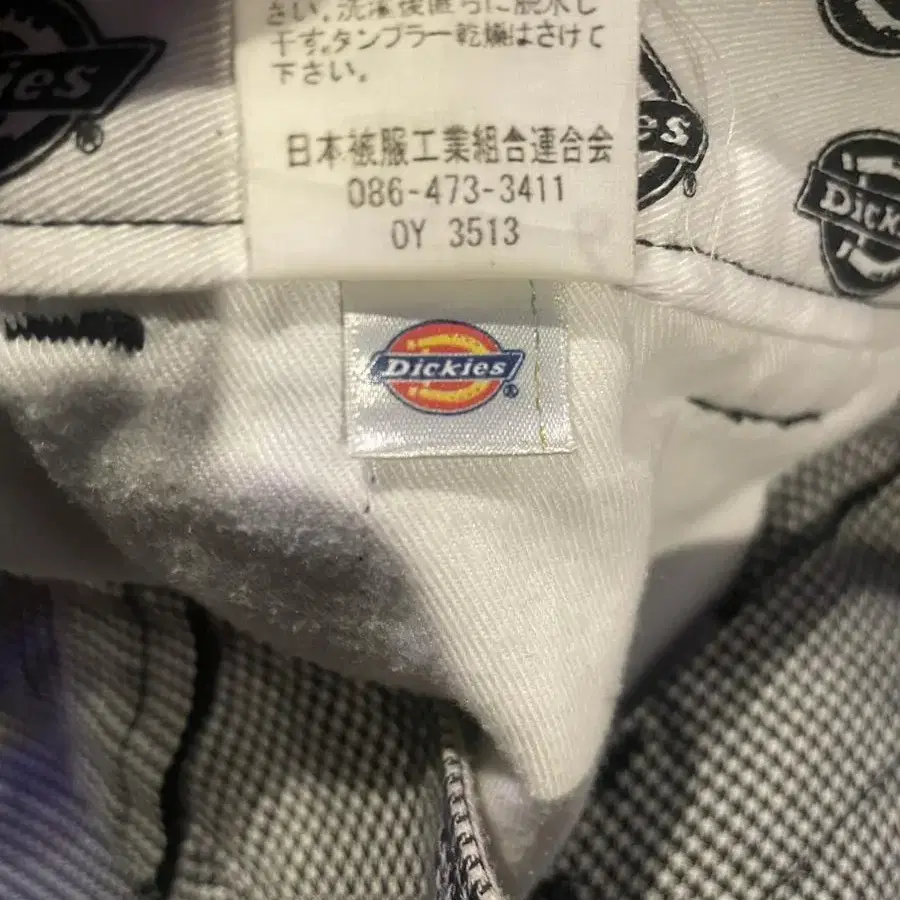 さい。洗濯後直ちに脱水し
干す。タンブラー乾燥はさけて
下さい。
日本被服工業組合連合会
086-473-3411
OY 3513
Dickies
Dickies
Dickies
Dickies